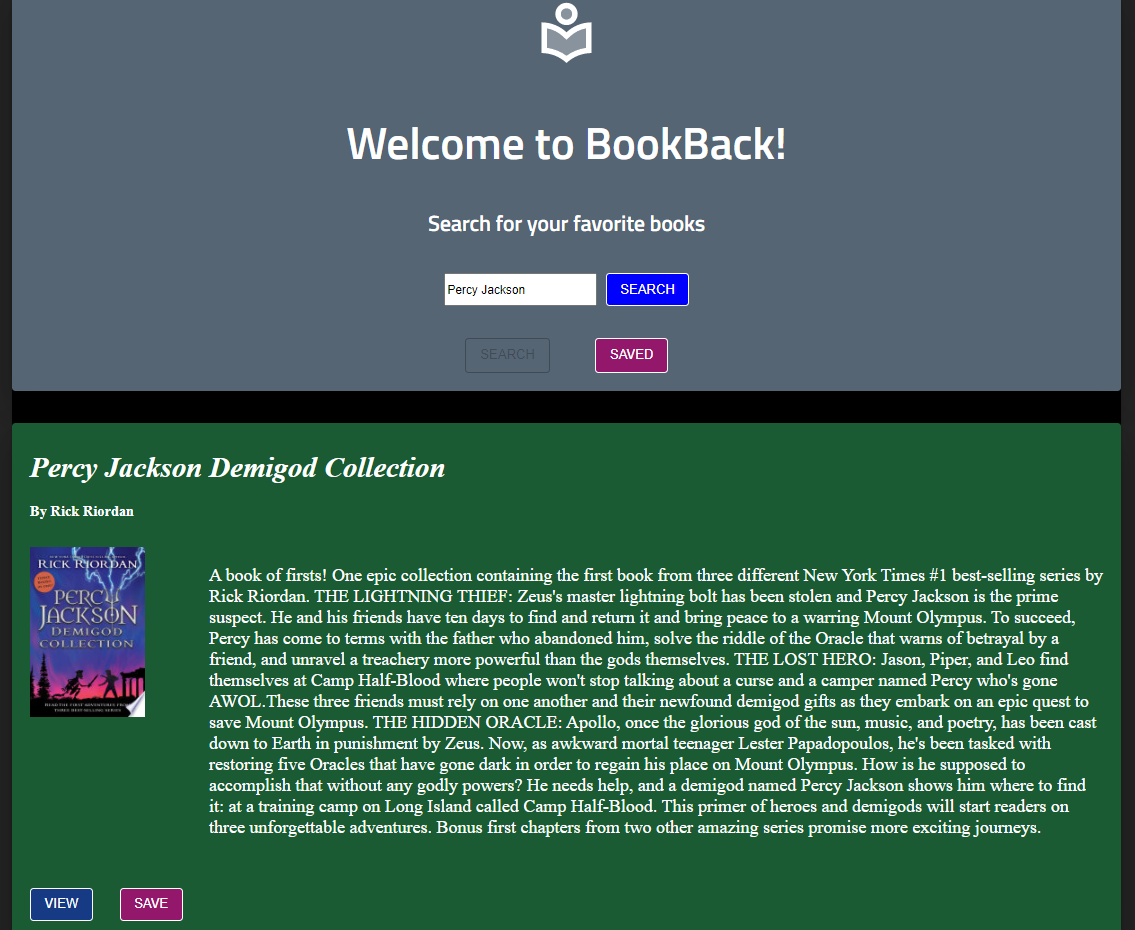 Welcome to BookBack!
Search for your favorite books
Percy Jackson
SEARCH
SEARCH
SAVED
Percy Jackson Demigod Collection
By Rick Riordan
RICK RIORDAN
PERCY
JACKSON
DEMIGOD
COLLECTION
READ THE FIRST ADVENTURES FROM
THREE BEST-SELLING SERIES
A book of firsts! One epic collection containing the first book from three different New York Times #1 best-selling series by
Rick Riordan. THE LIGHTNING THIEF: Zeus's master lightning bolt has been stolen and Percy Jackson is the prime
suspect. He and his friends have ten days to find and return it and bring peace to a warring Mount Olympus. To succeed,
Percy has come to terms with the father who abandoned him, solve the riddle of the Oracle that warns of betrayal by a
friend, and unravel a treachery more powerful than the gods themselves. THE LOST HERO: Jason, Piper, and Leo find
themselves at Camp Half-Blood where people won't stop talking about a curse and a camper named Percy who's gone
AWOL.These three friends must rely on one another and their newfound demigod gifts as they embark on an epic quest to
save Mount Olympus. THE HIDDEN ORACLE: Apollo, once the glorious god of the sun, music, and poetry, has been cast
down to Earth in punishment by Zeus. Now, as awkward mortal teenager Lester Papadopoulos, he's been tasked with
restoring five Oracles that have gone dark in order to regain his place on Mount Olympus. How is he supposed to
accomplish that without any godly powers? He needs help, and a demigod named Percy Jackson shows him where to find
it: at a training camp on Long Island called Camp Half-Blood. This primer of heroes and demigods will start readers on
three unforgettable adventures. Bonus first chapters from two other amazing series promise more exciting journeys.
VIEW
SAVE